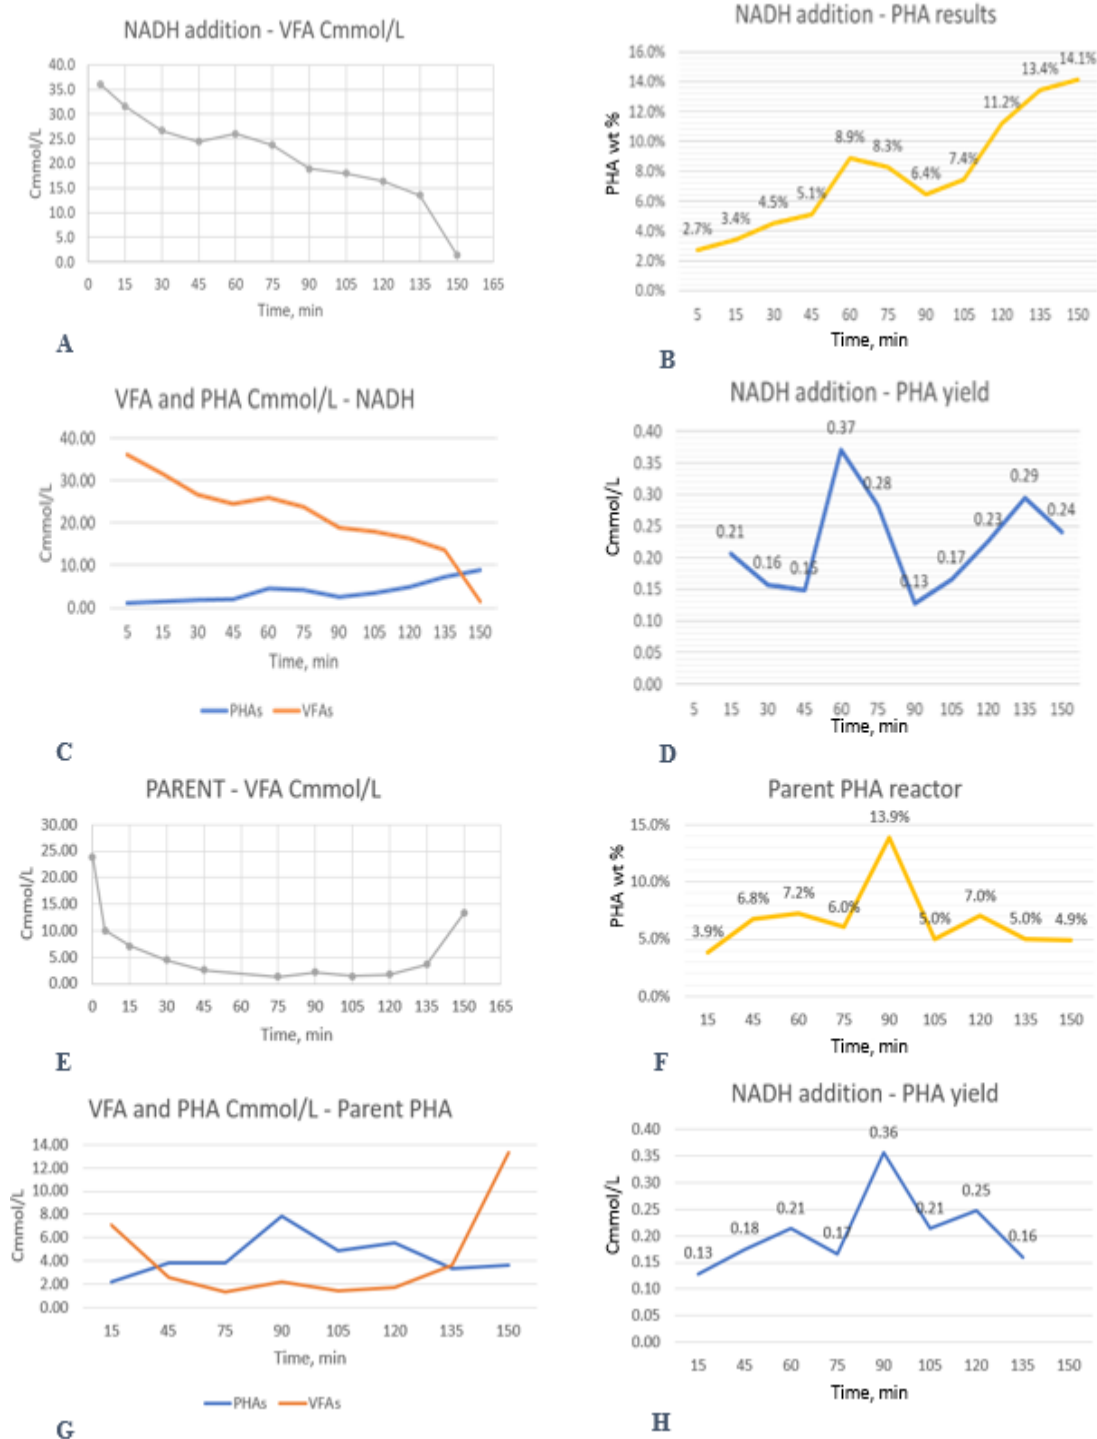 NADH addition - VFA Cmmol/L
40.0
35.0
30.0
25.0
20.0
15.0
10.0
5.0
0.0
Cmmol/L
0 15 30 45 60 75 90 105 120 135 150 165
Time, min
A
NADH addition - PHA results
16.0%
14.0%
12.0%
10.0%
8.0%
6.0%
4.0%
2.0%
0.0%
PHA wt %
2.7% 3.4% 4.5% 5.1% 8.9% 8.3% 6.4% 7.4% 11.2% 13.4% 14.1%
5 15 30 45 60 75 90 105 120 135 150
Time, min
B
VFA and PHA Cmmol/L - NADH
40.00
30.00
20.00
10.00
0.00
Cmmol/L
5 15 30 45 60 75 90 105 120 135 150
Time, min
PHAs VFAs
C
NADH addition - PHA yield
0.40
0.35
0.30
0.25
0.20
0.15
0.10
0.05
0.00
Cmmol/L
0.21 0.16 0.15 0.37 0.28 0.13 0.17 0.23 0.29 0.24
5 15 30 45 60 75 90 105 120 135 150
Time, min
D
PARENT - VFA Cmmol/L
30.00
25.00
20.00
15.00
10.00
5.00
0.00
Cmmol/L
0 15 30 45 60 75 90 105 120 135 150 165
Time, min
E
Parent PHA reactor
15.0%
10.0%
5.0%
0.0%
PHA wt %
3.9% 6.8% 7.2% 6.0% 13.9% 5.0% 7.0% 5.0% 4.9%
15 45 60 75 90 105 120 135 150
Time, min
F
VFA and PHA Cmmol/L - Parent PHA
14.00
12.00
10.00
8.00
6.00
4.00
2.00
0.00
Cmmol/L
15 45 75 90 105 120 135 150
Time, min
PHAs VFAs
G
NADH addition - PHA yield
0.40
0.35
0.30
0.25
0.20
0.15
0.10
0.05
0.00
Cmmol/L
0.13 0.18 0.21 0.17 0.36 0.21 0.25 0.16
15 45 60 75 90 105 120 135 150
Time, min
H